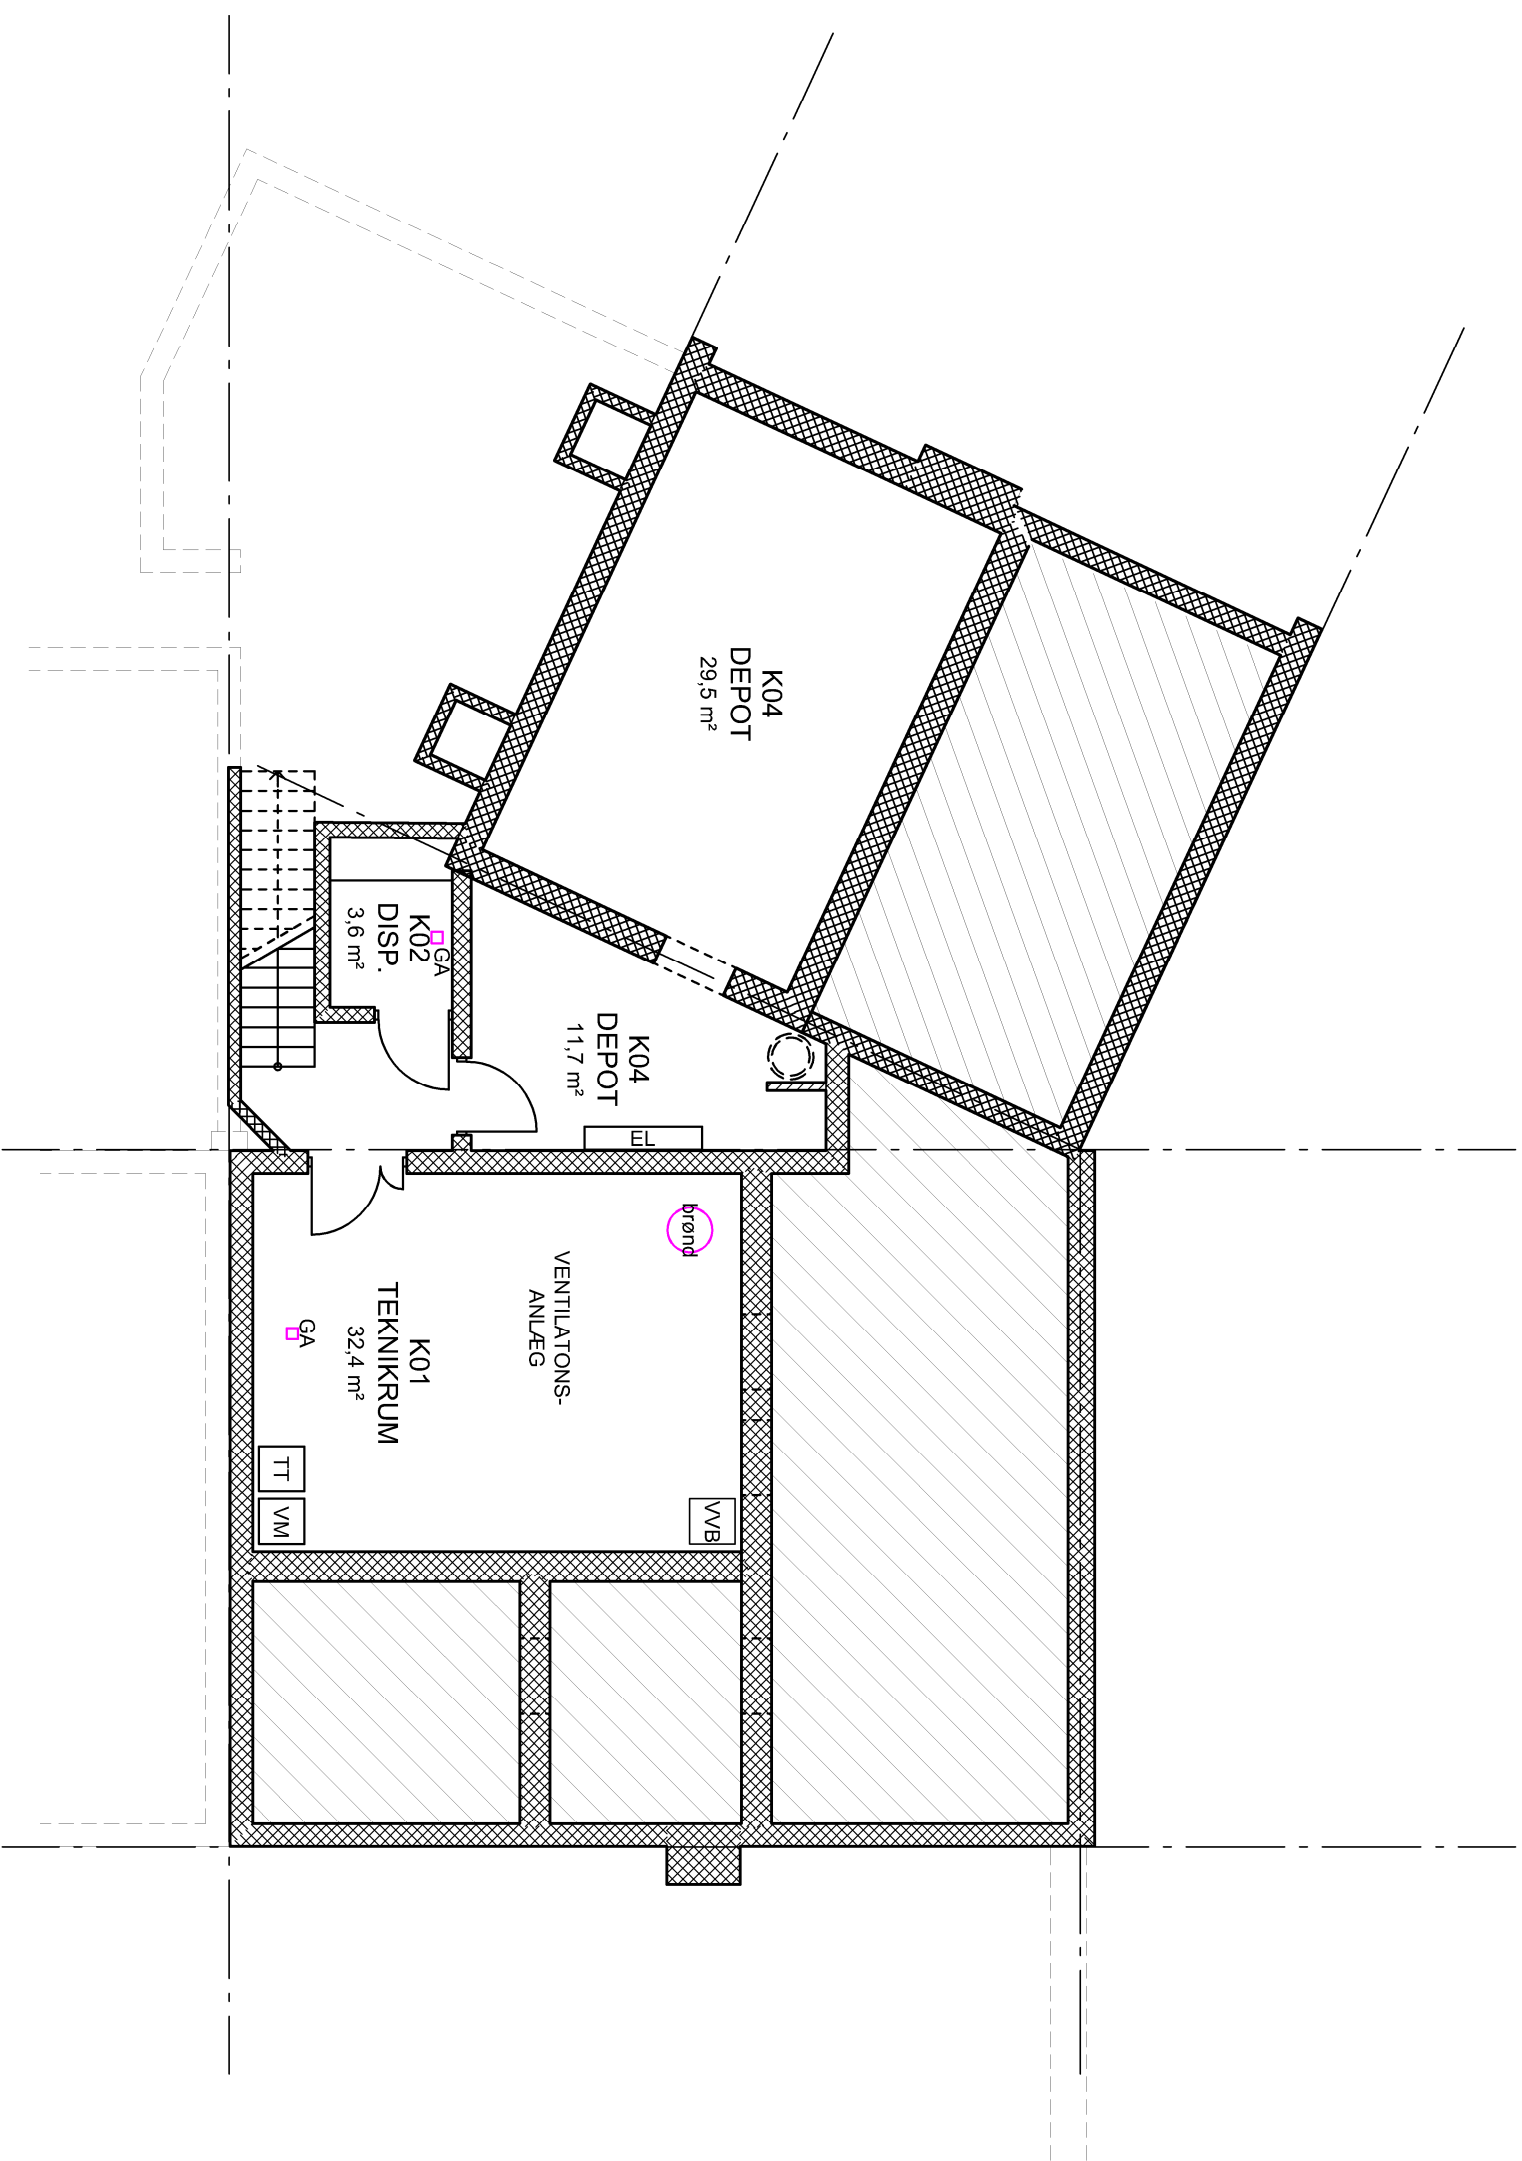 K04
DEPOT
29,5 m²
K02
DISP.
3,6 m²
GA
K04
DEPOT
11,7 m²
EL
brønd
VENTILATONS-
ANLÆG
K01
TEKNIKRUM
32,4 m²
GA
TT
VM
VVB